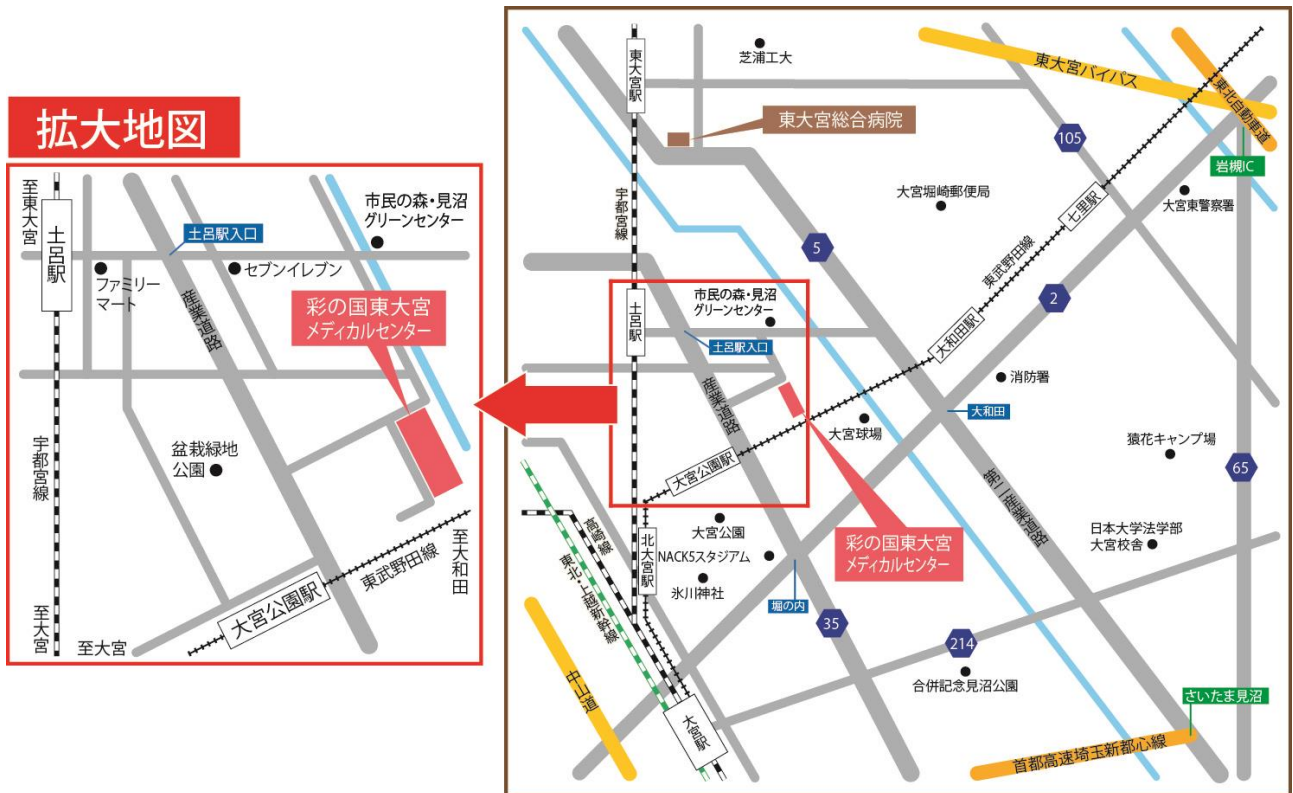 拡大地図
至東大宮
土呂駅
土呂駅入口
市民の森・見沼
グリーンセンター
ファミリー
マート
セブンイレブン
産業道路
彩の国東大宮
メディカルセンター
宇都宮線
盆栽緑地
公園
至大宮
至大宮
大宮公園駅
東武野田線
至大和田
東大宮駅
芝浦工大
東大宮バイパス
東北自動車道
東大宮総合病院
105
岩槻IC
宇都宮線
大宮堀崎郵便局
七里駅
大宮東警察署
5
東武野田線
2
土呂駅
市民の森・見沼
グリーンセンター
土呂駅入口
大和田駅
産業道路
消防署
大宮球場
大和田
猿花キャンプ場
65
大宮公園駅
第二産業道路
高崎線
東北・上越新幹線
北大宮駅
大宮公園
NACK5スタジアム
氷川神社
彩の国東大宮
メディカルセンター
日本大学法学部
大宮校舎
堀の内
35
214
合併記念見沼公園
中山道
大宮駅
さいたま見沼
首都高速埼玉新都心線